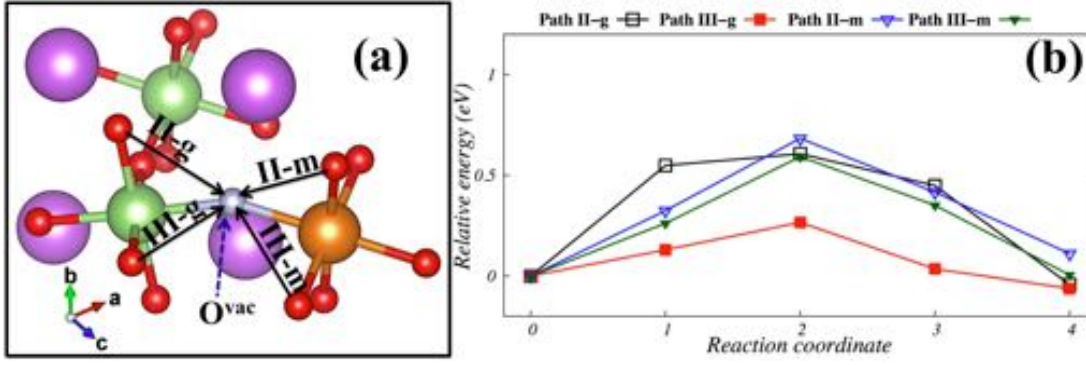 (a)
II-g
II-m
III-g
III-m
O^vac
b
a
c
Path II-g Path III-g Path II-m Path III-m
(b)
Relative energy (eV)
1
0.5
0
0 1 2 3 4
Reaction coordinate